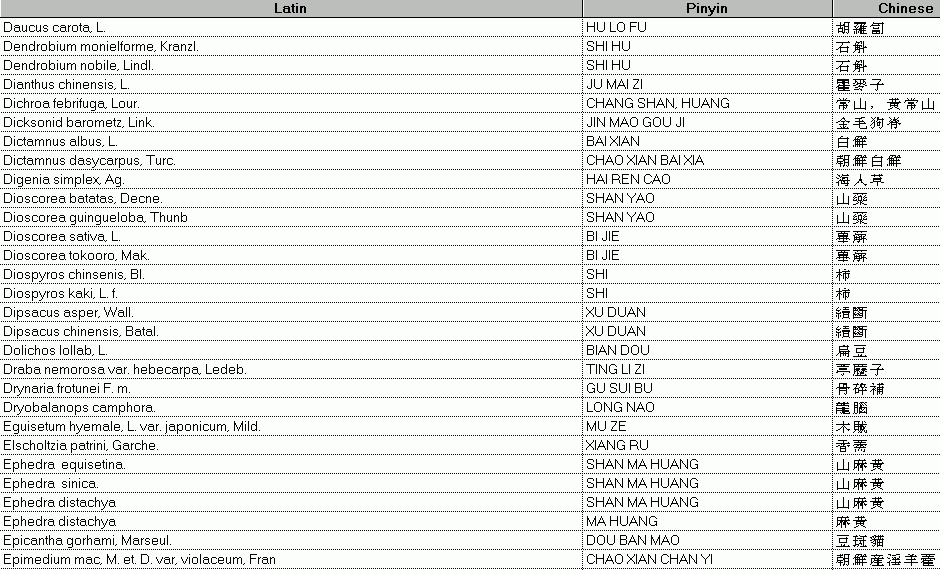 Latin Pinyin Chinese
Daucus carota, L. HU LO FU 胡羅蔔
Dendrobium monielforme, Kranzl. SHI HU 石斛
Dendrobium nobile, Lindl. SHI HU 石斛
Dianthus chinensis, L. JU MAI ZI 瞿麥子
Dichroa febrifuga, Lour. CHANG SHAN, HUANG 常山，黃常山
Dicksonid barometz, Link. JIN MAO GOU JI 金毛狗脊
Dictamnus albus, L. BAI XIAN 白鮮
Dictamnus dasycarpus, Turc. CHAO XIAN BAI XIA 朝鮮白鮮
Digenia simplex, Ag. HAI REN CAO 海人草
Dioscorea batatas, Decne. SHAN YAO 山藥
Dioscorea guingueloba, Thunb SHAN YAO 山藥
Dioscorea sativa, L. BI JIE 萆薢
Dioscorea tokooro, Mak. BI JIE 萆薢
Diospyros chinsenis, Bl. SHI 柿
Diospyros kaki, L. f. SHI 柿
Dipsacus asper, Wall. XU DUAN 續斷
Dipsacus chinensis, Batal. XU DUAN 續斷
Dolichos lollab, L. BIAN DOU 扁豆
Draba nemorosa var. hebecarpa, Ledeb. TING LI ZI 葶藶子
Drynaria frotunei F. m. GU SUI BU 骨碎補
Dryobalanops camphora. LONG NAO 龍腦
Eguisetum hyemale, L. var. japonicum, Mild. MU ZE 木賊
Elscholtzia patrini, Garche. XIANG RU 香薷
Ephedra equisetina. SHAN MA HUANG 山麻黃
Ephedra sinica. SHAN MA HUANG 山麻黃
Ephedra distachya SHAN MA HUANG 山麻黃
Ephedra distachya MA HUANG 麻黃
Epicantha gorhami, Marseul. DOU BAN MAO 豆斑貓
Epimedium mac, M. et. D. var, violaceum, Fran CHAO XIAN CHAN YI 朝鮮産淫羊藿